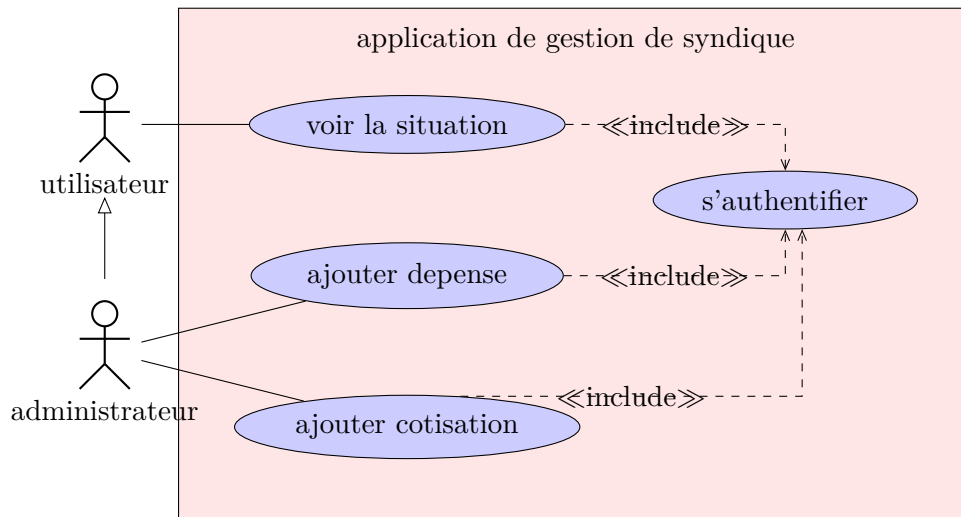 application de gestion de syndique
voir la situation
≪include≫
utilisateur
s'authentifier
ajouter depense
≪include≫
≪include≫
administrateur
ajouter cotisation